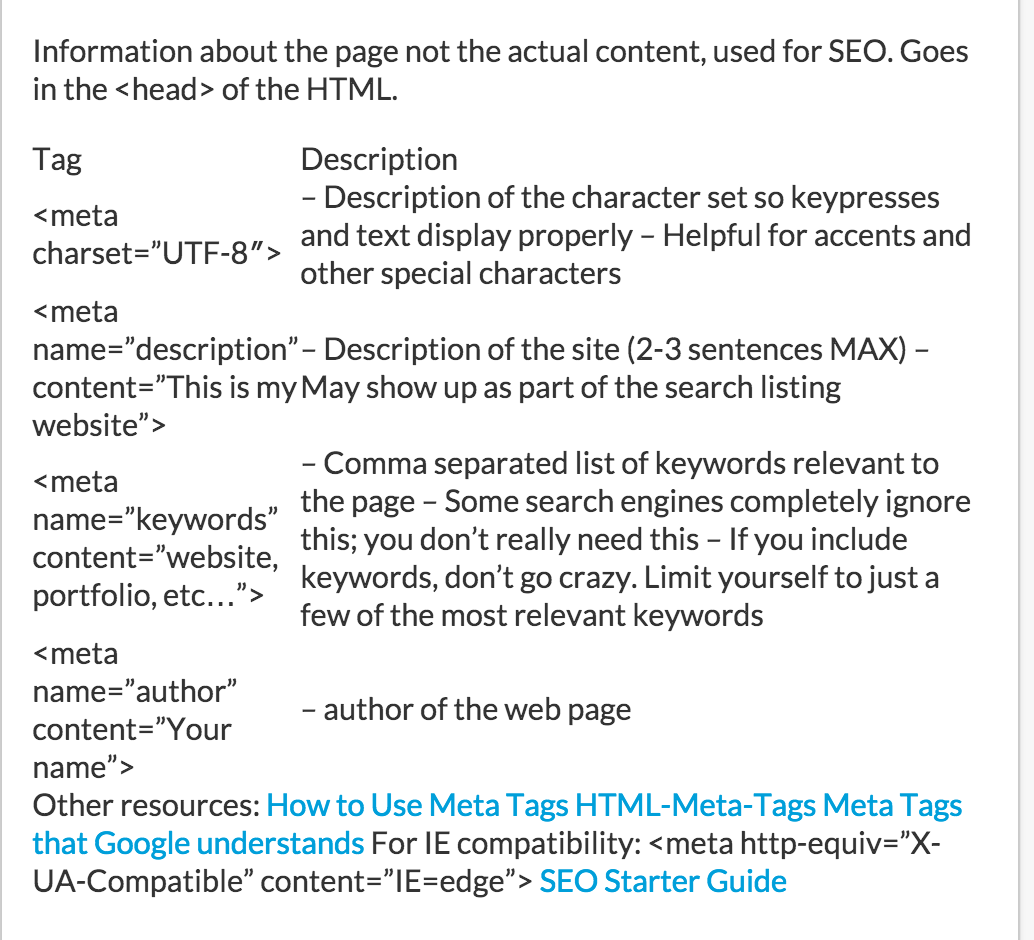 Information about the page not the actual content, used for SEO. Goes
in the <head> of the HTML.
Tag Description
<meta
charset=”UTF-8″>
– Description of the character set so keypresses
and text display properly – Helpful for accents and
other special characters
<meta
name=”description”
content=”This is my
website”>
– Description of the site (2-3 sentences MAX) –
May show up as part of the search listing
<meta
name=”keywords”
content=”website,
portfolio, etc…”>
– Comma separated list of keywords relevant to
the page – Some search engines completely ignore
this; you don’t really need this – If you include
keywords, don’t go crazy. Limit yourself to just a
few of the most relevant keywords
<meta
name=”author”
content=”Your
name”>
– author of the web page
Other resources: How to Use Meta Tags HTML-Meta-Tags Meta Tags
that Google understands For IE compatibility: <meta http-equiv=”X-
UA-Compatible” content=”IE=edge”> SEO Starter Guide